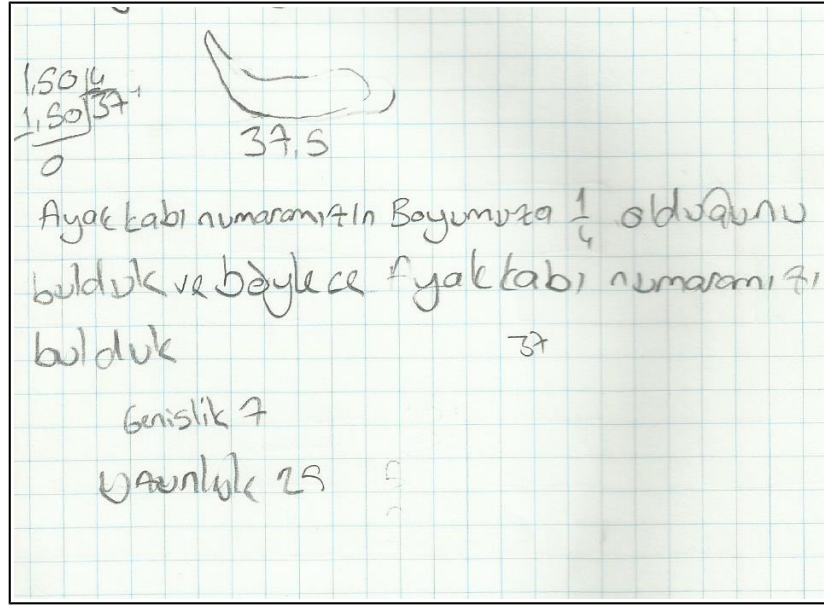 1,50 4
1,50 37
0
37,5
Ayakkabı numaramızın Boyumuza 1/4 olduğunu
bulduk ve böylece Ayakkabı numaramızı
bulduk
37
Genislik 7
Uzunluk 25